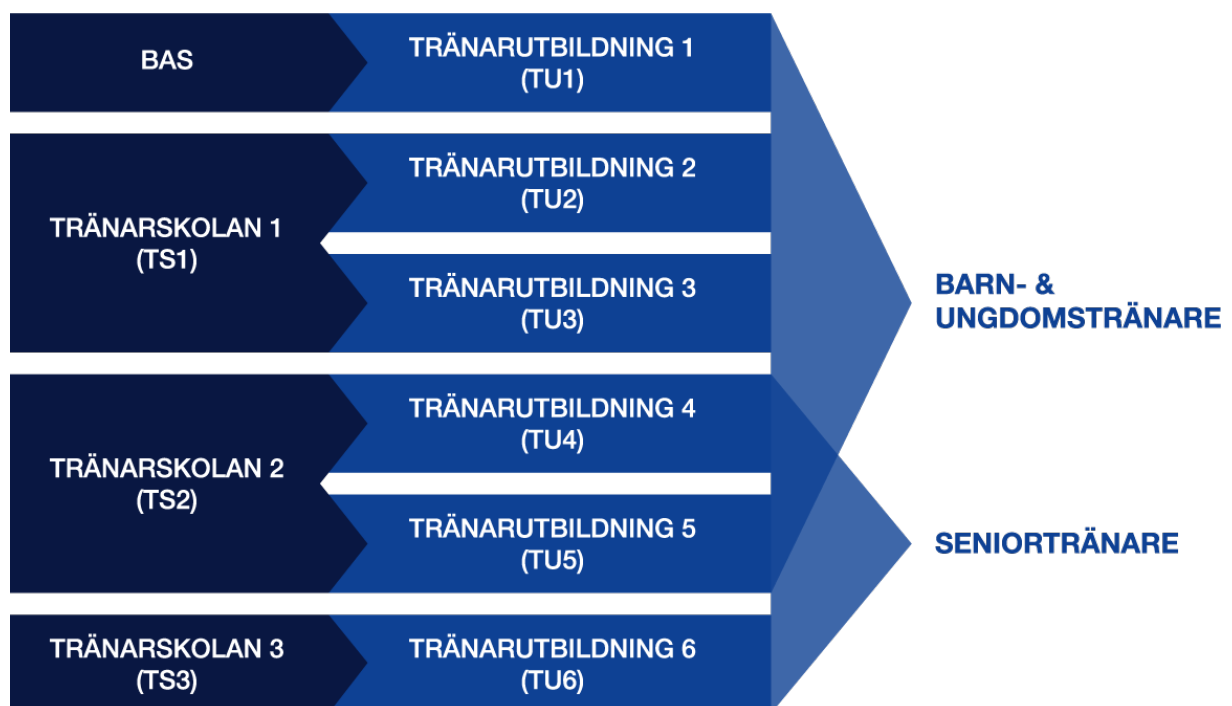 BAS
TRÄNARUTBILDNING 1
(TU1)
TRÄNARSKOLAN 1
(TS1)
TRÄNARUTBILDNING 2
(TU2)
TRÄNARUTBILDNING 3
(TU3)
TRÄNARSKOLAN 2
(TS2)
TRÄNARUTBILDNING 4
(TU4)
TRÄNARUTBILDNING 5
(TU5)
TRÄNARSKOLAN 3
(TS3)
TRÄNARUTBILDNING 6
(TU6)
BARN- &
UNGDOMSTRÄNARE
SENIORTRÄNARE